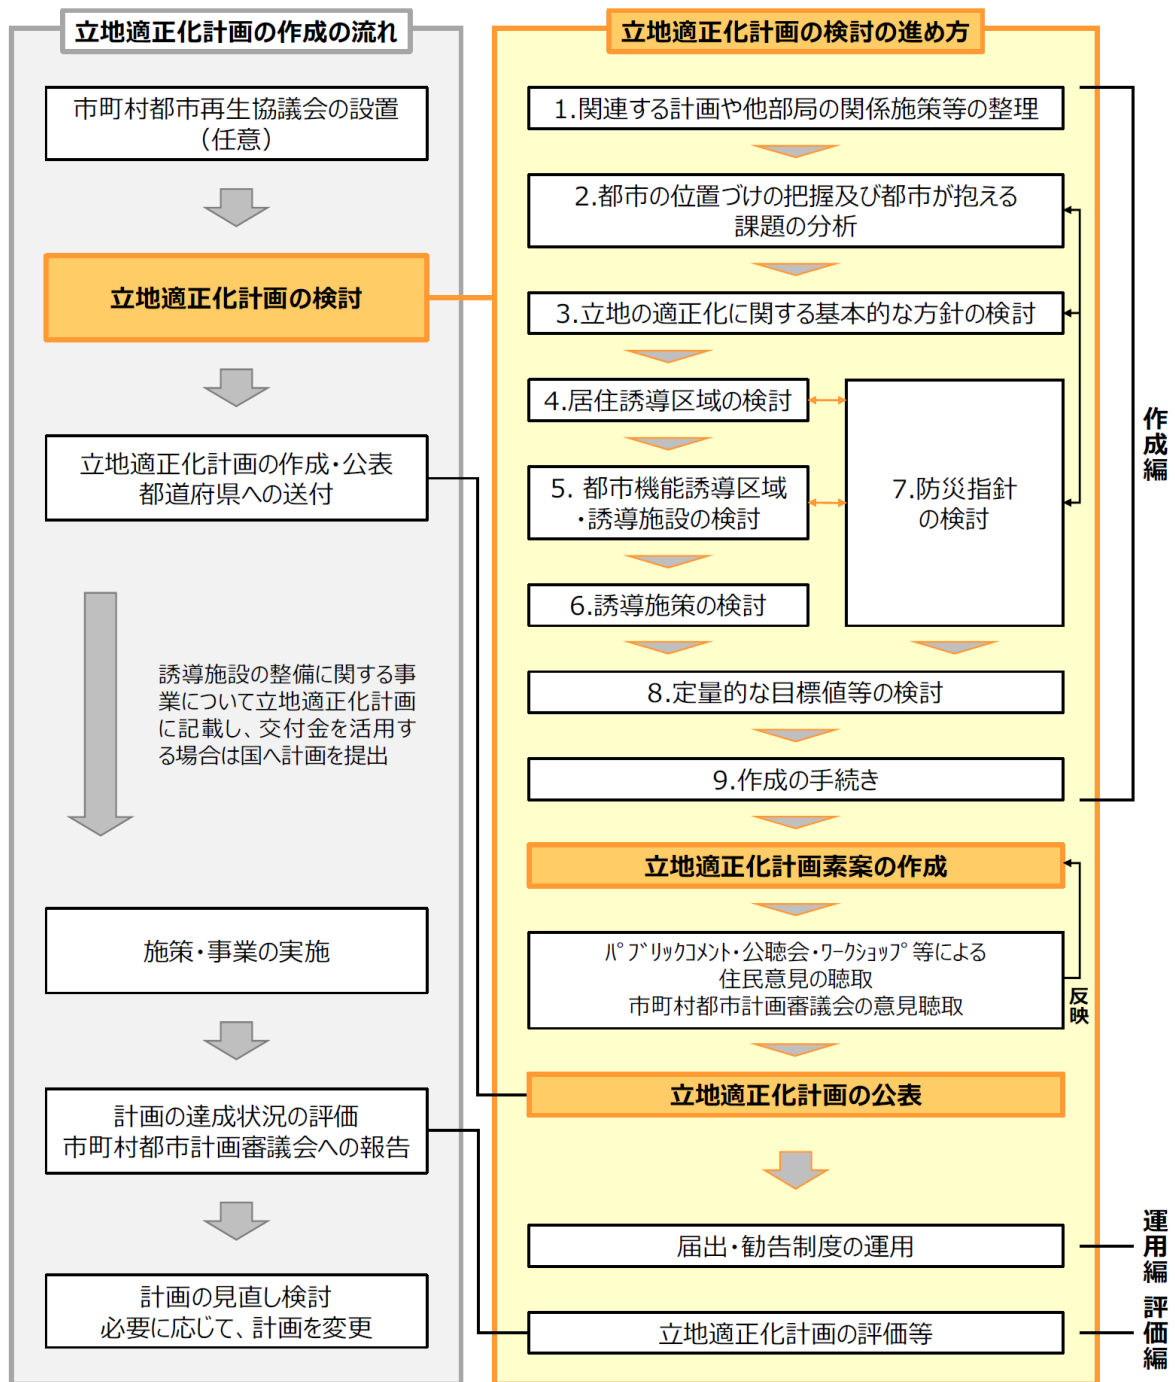 立地適正化計画の作成の流れ
市町村都市再生協議会の設置
（任意）
立地適正化計画の検討
立地適正化計画の作成・公表
都道府県への送付
誘導施設の整備に関する事
業について立地適正化計画
に記載し、交付金を活用す
る場合は国へ計画を提出
施策・事業の実施
計画の達成状況の評価
市町村都市計画審議会への報告
計画の見直し検討
必要に応じて、計画を変更
立地適正化計画の検討の進め方
1.関連する計画や他部局の関係施策等の整理
2.都市の位置づけの把握及び都市が抱える
課題の分析
3.立地の適正化に関する基本的な方針の検討
4.居住誘導区域の検討
5. 都市機能誘導区域
・誘導施設の検討
6.誘導施策の検討
7.防災指針
の検討
8.定量的な目標値等の検討
9.作成の手続き
立地適正化計画素案の作成
ﾊﾟﾌﾞﾘｯｸｺﾒﾝﾄ・公聴会・ﾜｰｸｼｮｯﾌﾟ等による
住民意見の聴取
市町村都市計画審議会の意見聴取
反映
立地適正化計画の公表
届出・勧告制度の運用
立地適正化計画の評価等
作成編
運用編
評価編